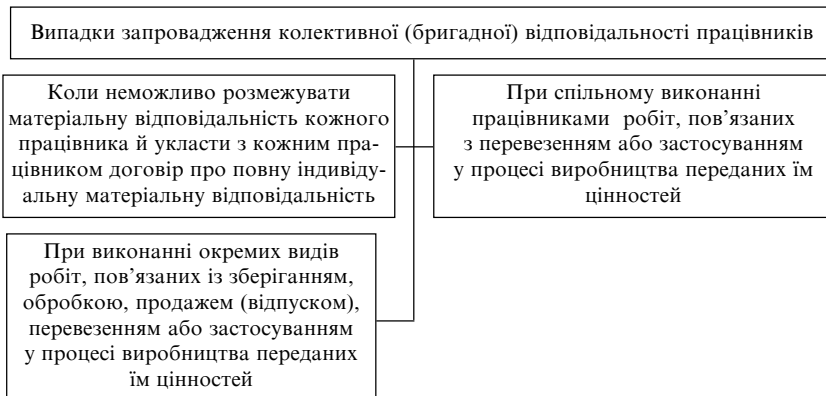 Випадки запровадження колективної (бригадної) відповідальності працівників
Коли неможливо розмежувати
матеріальну відповідальність кожного
працівника й укласти з кожним пра-
цівником договір про повну індивіду-
альну матеріальну відповідальність
При спільному виконанні
працівниками робіт, пов’язаних
з перевезенням або застосуванням
у процесі виробництва переданих їм
цінностей
При виконанні окремих видів
робіт, пов’язаних із зберіганням,
обробкою, продажем (відпуском),
перевезенням або застосуванням
у процесі виробництва переданих
їм цінностей